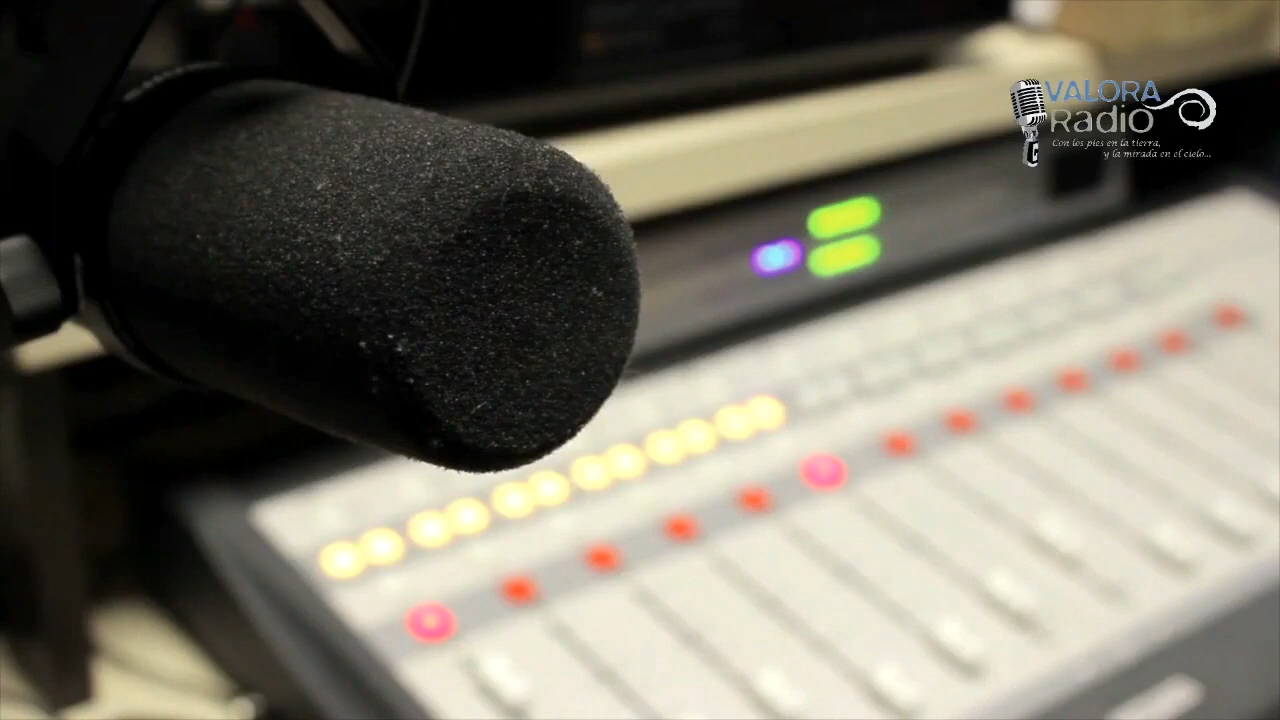 VALORA
Radio
Con los pies en la tierra,
y la mirada en el cielo...